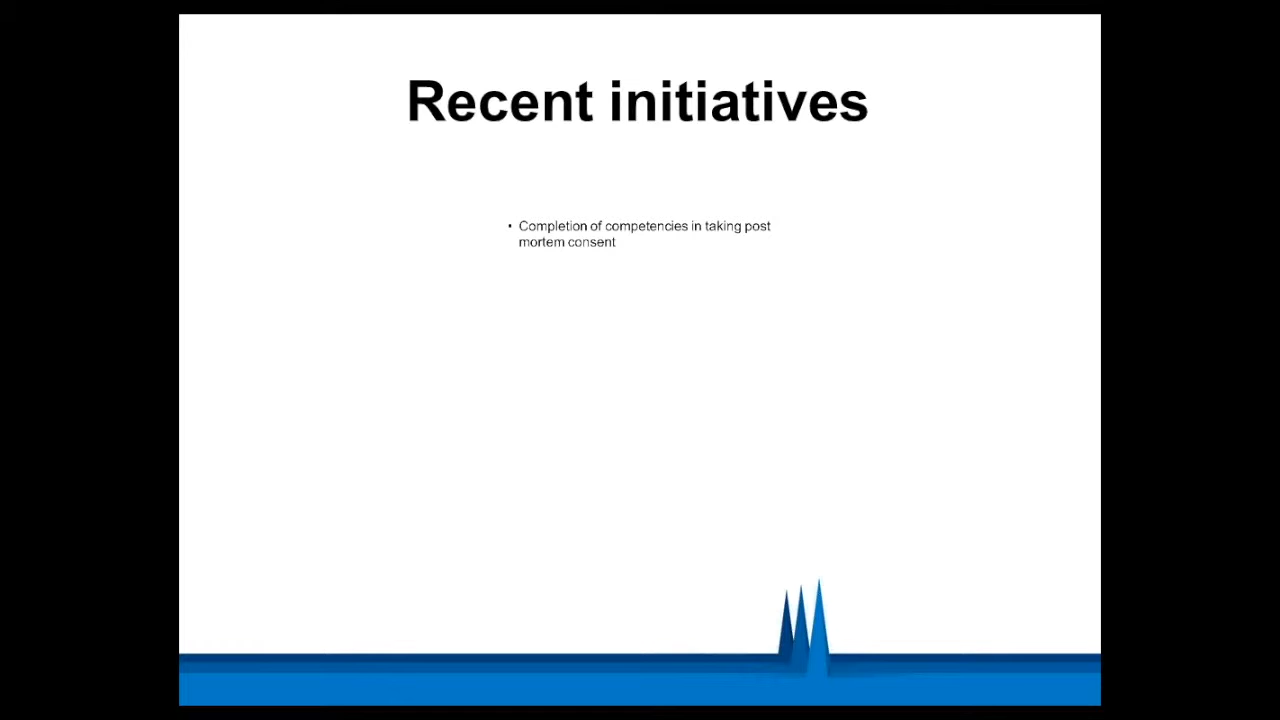 Recent initiatives
• Completion of competencies in taking post
mortem consent